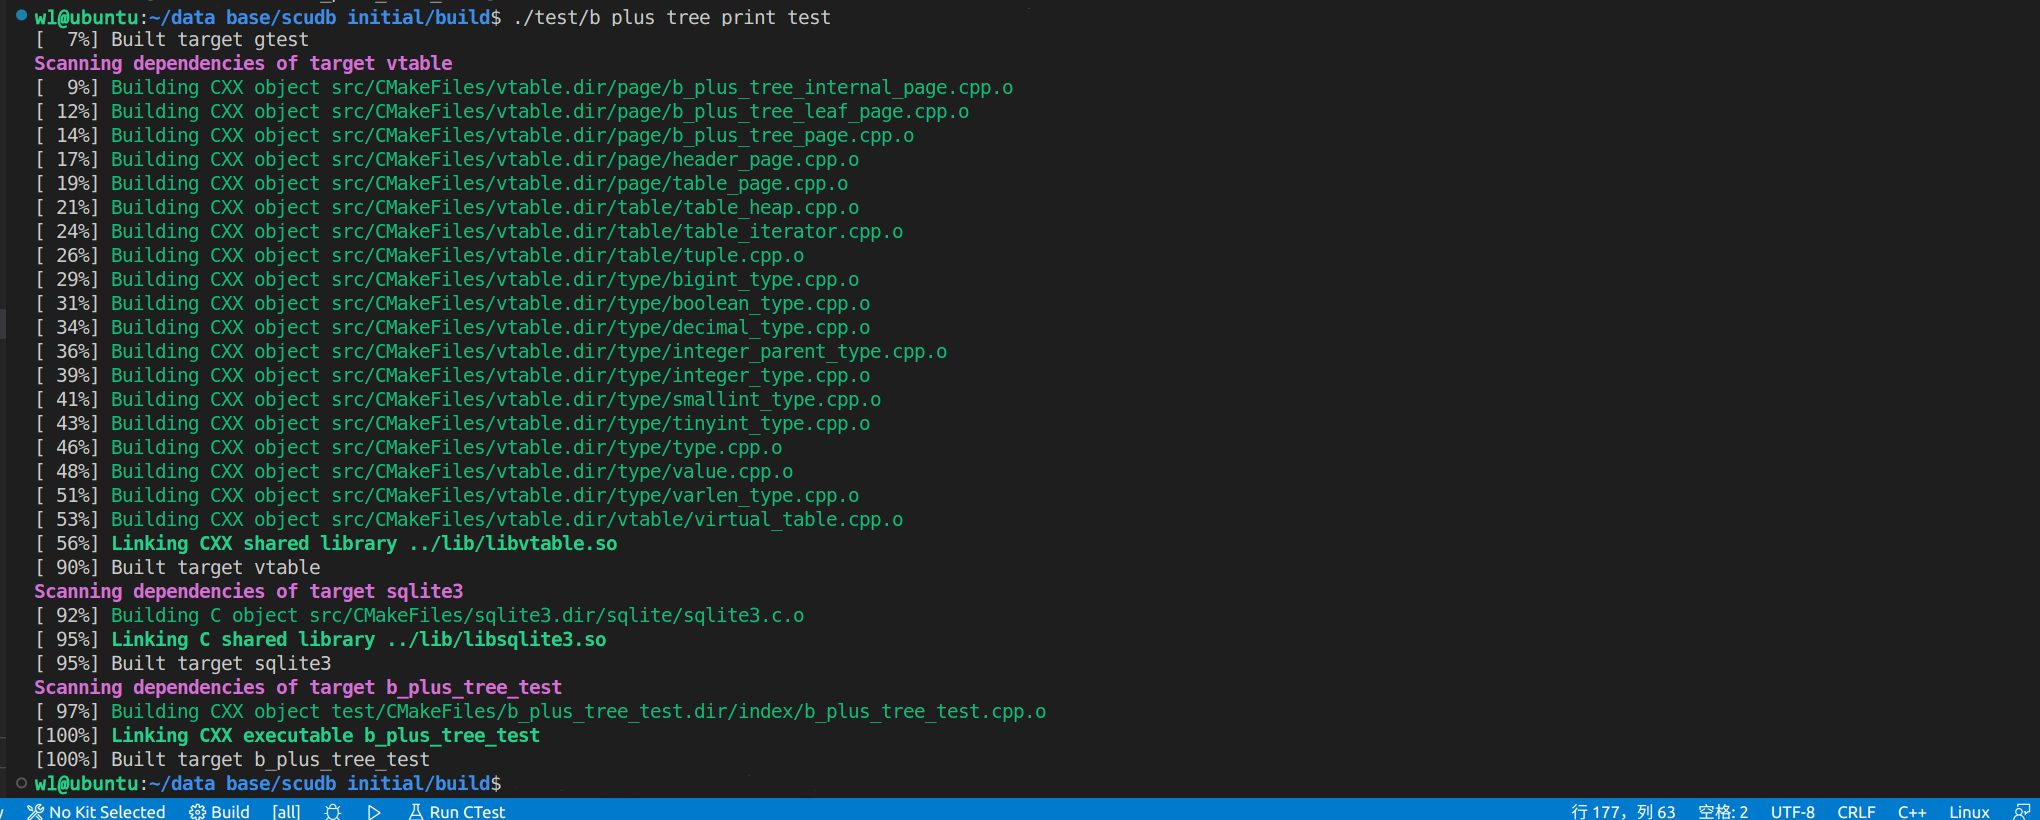 wl@ubuntu:~/data base/scudb initial/build$ ./test/b plus tree print test
[  7%] Built target gtest
Scanning dependencies of target vtable
[  9%] Building CXX object src/CMakeFiles/vtable.dir/page/b_plus_tree_internal_page.cpp.o
[ 12%] Building CXX object src/CMakeFiles/vtable.dir/page/b_plus_tree_leaf_page.cpp.o
[ 14%] Building CXX object src/CMakeFiles/vtable.dir/page/b_plus_tree_page.cpp.o
[ 17%] Building CXX object src/CMakeFiles/vtable.dir/page/header_page.cpp.o
[ 19%] Building CXX object src/CMakeFiles/vtable.dir/page/table_page.cpp.o
[ 21%] Building CXX object src/CMakeFiles/vtable.dir/table/table_heap.cpp.o
[ 24%] Building CXX object src/CMakeFiles/vtable.dir/table/table_iterator.cpp.o
[ 26%] Building CXX object src/CMakeFiles/vtable.dir/table/tuple.cpp.o
[ 29%] Building CXX object src/CMakeFiles/vtable.dir/type/bigint_type.cpp.o
[ 31%] Building CXX object src/CMakeFiles/vtable.dir/type/boolean_type.cpp.o
[ 34%] Building CXX object src/CMakeFiles/vtable.dir/type/decimal_type.cpp.o
[ 36%] Building CXX object src/CMakeFiles/vtable.dir/type/integer_parent_type.cpp.o
[ 39%] Building CXX object src/CMakeFiles/vtable.dir/type/integer_type.cpp.o
[ 41%] Building CXX object src/CMakeFiles/vtable.dir/type/smallint_type.cpp.o
[ 43%] Building CXX object src/CMakeFiles/vtable.dir/type/tinyint_type.cpp.o
[ 46%] Building CXX object src/CMakeFiles/vtable.dir/type/type.cpp.o
[ 48%] Building CXX object src/CMakeFiles/vtable.dir/type/value.cpp.o
[ 51%] Building CXX object src/CMakeFiles/vtable.dir/type/varlen_type.cpp.o
[ 53%] Building CXX object src/CMakeFiles/vtable.dir/vtable/virtual_table.cpp.o
[ 56%] Linking CXX shared library ../lib/libvtable.so
[ 90%] Built target vtable
Scanning dependencies of target sqlite3
[ 92%] Building C object src/CMakeFiles/sqlite3.dir/sqlite/sqlite3.c.o
[ 95%] Linking C shared library ../lib/libsqlite3.so
[ 95%] Built target sqlite3
Scanning dependencies of target b_plus_tree_test
[ 97%] Building CXX object test/CMakeFiles/b_plus_tree_test.dir/index/b_plus_tree_test.cpp.o
[100%] Linking CXX executable b_plus_tree_test
[100%] Built target b_plus_tree_test
wl@ubuntu:~/data base/scudb initial/build$
No Kit Selected Build [all] Run CTest 行 177，列 63 空格: 2 UTF-8 CRLF C++ Linux